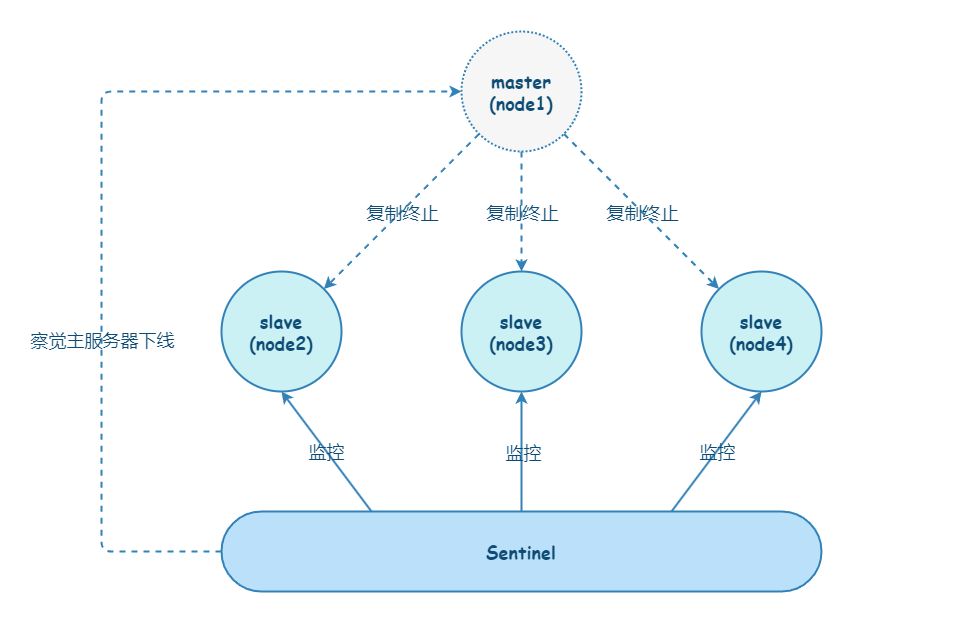 master
(node1)
复制终止
复制终止
复制终止
slave
(node2)
slave
(node3)
slave
(node4)
察觉主服务器下线
监控
监控
监控
Sentinel